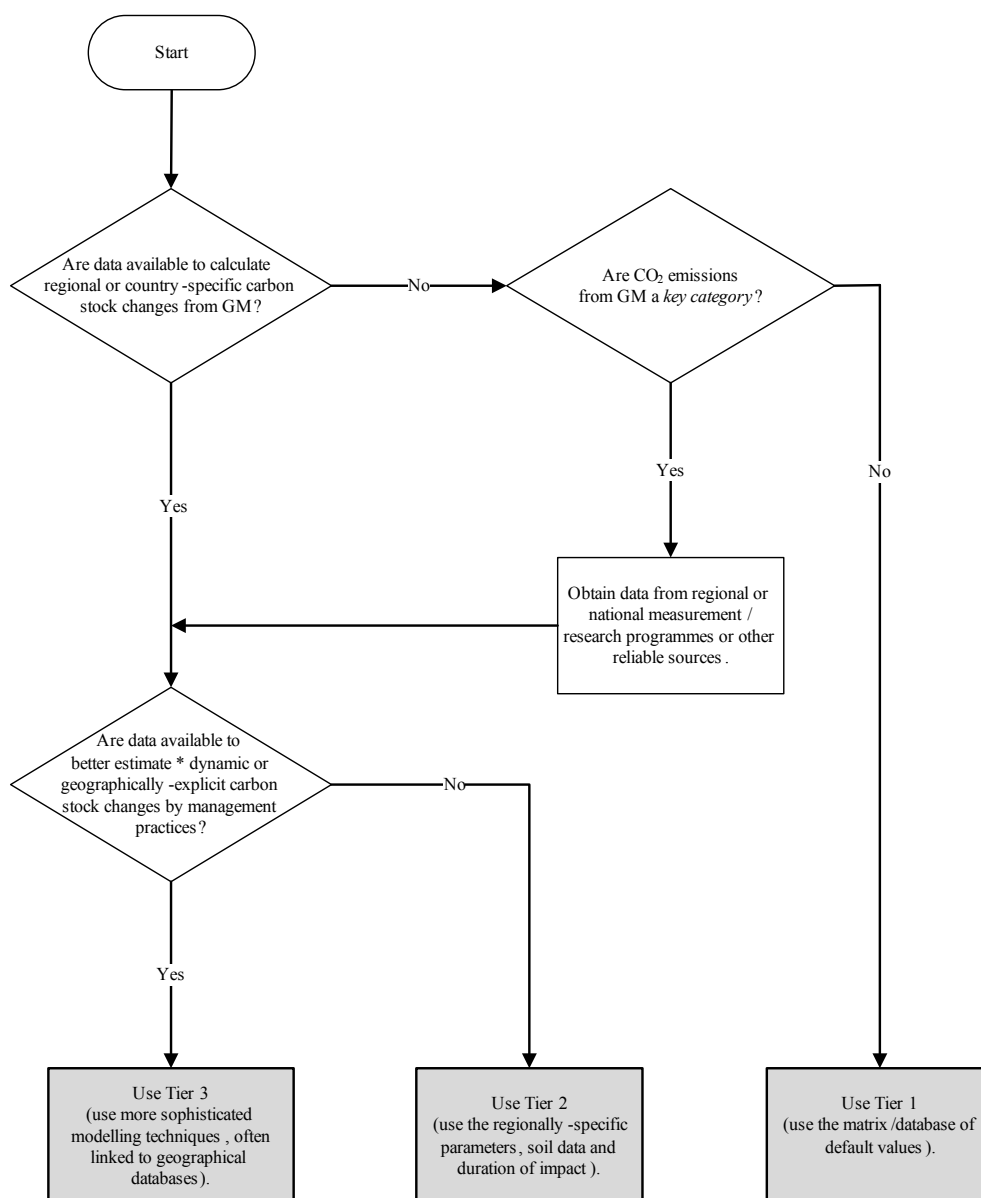 Start
Are data available to calculate
regional or country -specific carbon
stock changes from GM ?
No
Are CO₂ emissions
from GM a key category ?
Yes
No
Yes
Obtain data from regional or
national measurement /
research programmes or other
reliable sources .
Are data available to
better estimate * dynamic or
geographically -explicit carbon
stock changes by management
practices ?
No
Yes
Use Tier 3
(use more sophisticated
modelling techniques , often
linked to geographical
databases ).
Use Tier 2
(use the regionally -specific
parameters , soil data and
duration of impact ).
Use Tier 1
(use the matrix /database of
default values ).